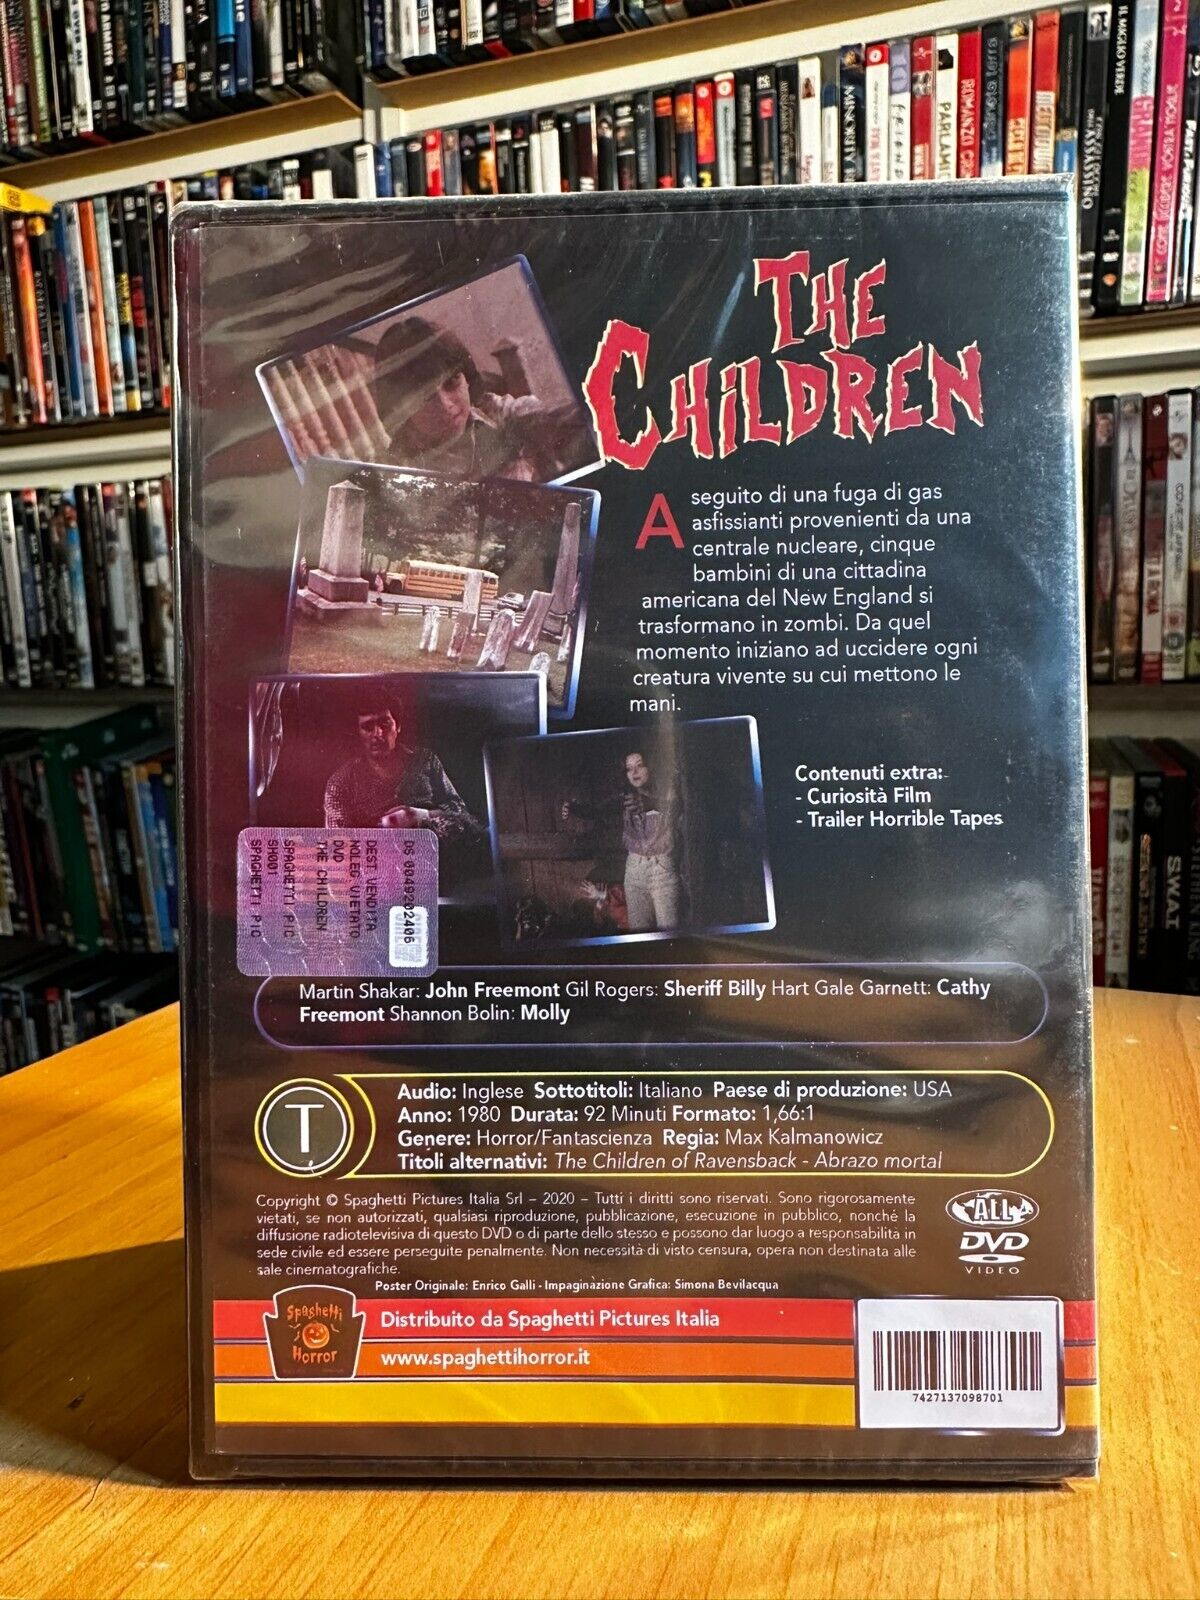 THE
CHILDREN
A seguito di una fuga di gas
asfissianti provenienti da una
centrale nucleare, cinque
bambini di una cittadina
americana del New England si
trasformano in zombi. Da quel
momento iniziano ad uccidere ogni
creatura vivente su cui mettono le
mani.
Contenuti extra:
- Curiosità Film
- Trailer Horrible Tapes
DS 0049202406
DEST VENDITA
NOLEG VIETATO
DVD
THE CHILDREN
SPAGHETTI PIC
SH001
SPAGHETTI PIC
Martin Shakar: John Freemont Gil Rogers: Sheriff Billy Hart Gale Garnett: Cathy
Freemont Shannon Bolin: Molly
T
Audio: Inglese Sottotitoli: Italiano Paese di produzione: USA
Anno: 1980 Durata: 92 Minuti Formato: 1,66:1
Genere: Horror/Fantascienza Regia: Max Kalmanowicz
Titoli alternativi: The Children of Ravensback - Abrazo mortal
Copyright © Spaghetti Pictures Italia Srl – 2020 – Tutti i diritti sono riservati. Sono rigorosamente
vietati, se non autorizzati, qualsiasi riproduzione, pubblicazione, esecuzione in pubblico, nonché la
diffusione radiotelevisiva di questo DVD o di parte dello stesso e possono dar luogo a responsabilità in
sede civile ed essere perseguite penalmente. Non necessità di visto censura, opera non destinata alle
sale cinematografiche.
ALL
DVD
VIDEO
Poster Originale: Enrico Galli - Impaginazione Grafica: Simona Bevilacqua
Spaghetti
Horror
Distribuito da Spaghetti Pictures Italia
www.spaghettihorror.it
7427137098701
IL MIGLIO VERDE
PARLAME
S.W.A.T.